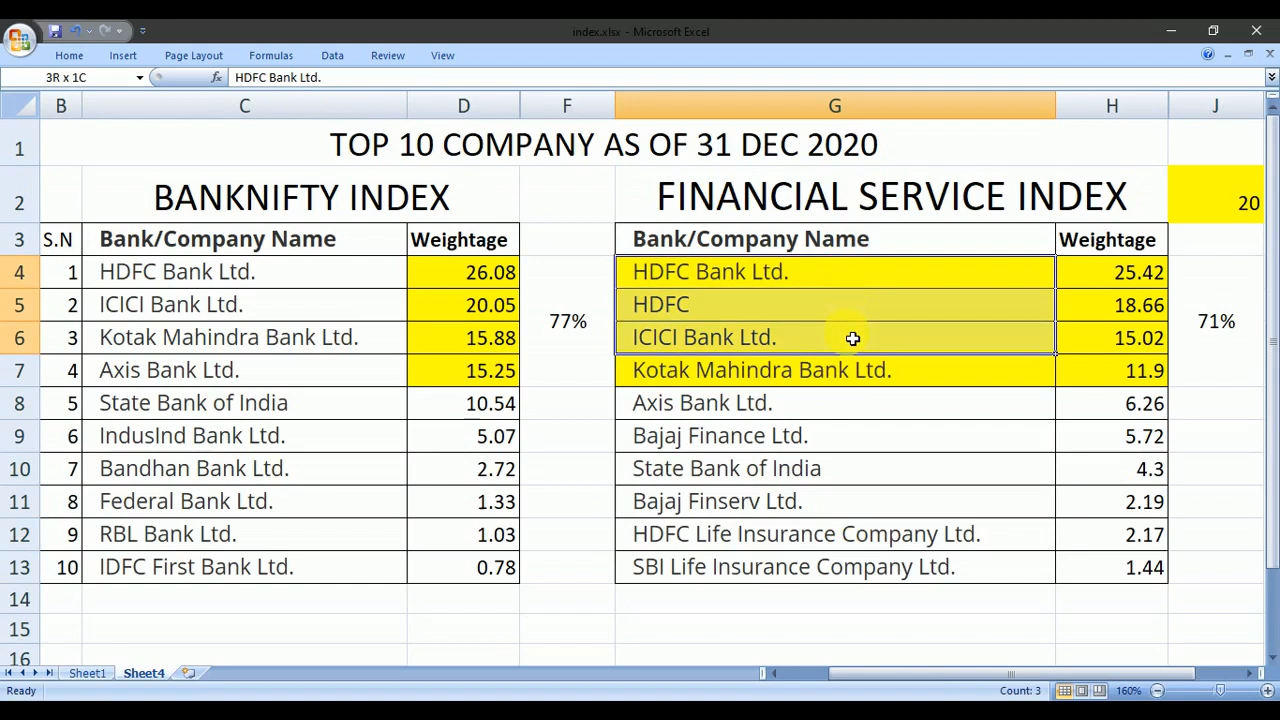 index.xlsx - Microsoft Excel
Home Insert Page Layout Formulas Data Review View
3R x 1C fx HDFC Bank Ltd.
B C D F G H J
1 TOP 10 COMPANY AS OF 31 DEC 2020
2 BANKNIFTY INDEX FINANCIAL SERVICE INDEX 20
3 S.N Bank/Company Name Weightage Bank/Company Name Weightage
4 1 HDFC Bank Ltd. 26.08 HDFC Bank Ltd. 25.42
5 2 ICICI Bank Ltd. 20.05 77% HDFC 18.66 71%
6 3 Kotak Mahindra Bank Ltd. 15.88 ICICI Bank Ltd. 15.02
7 4 Axis Bank Ltd. 15.25 Kotak Mahindra Bank Ltd. 11.9
8 5 State Bank of India 10.54 Axis Bank Ltd. 6.26
9 6 IndusInd Bank Ltd. 5.07 Bajaj Finance Ltd. 5.72
10 7 Bandhan Bank Ltd. 2.72 State Bank of India 4.3
11 8 Federal Bank Ltd. 1.33 Bajaj Finserv Ltd. 2.19
12 9 RBL Bank Ltd. 1.03 HDFC Life Insurance Company Ltd. 2.17
13 10 IDFC First Bank Ltd. 0.78 SBI Life Insurance Company Ltd. 1.44
14
15
16
Sheet1 Sheet4
Ready Count: 3 160%